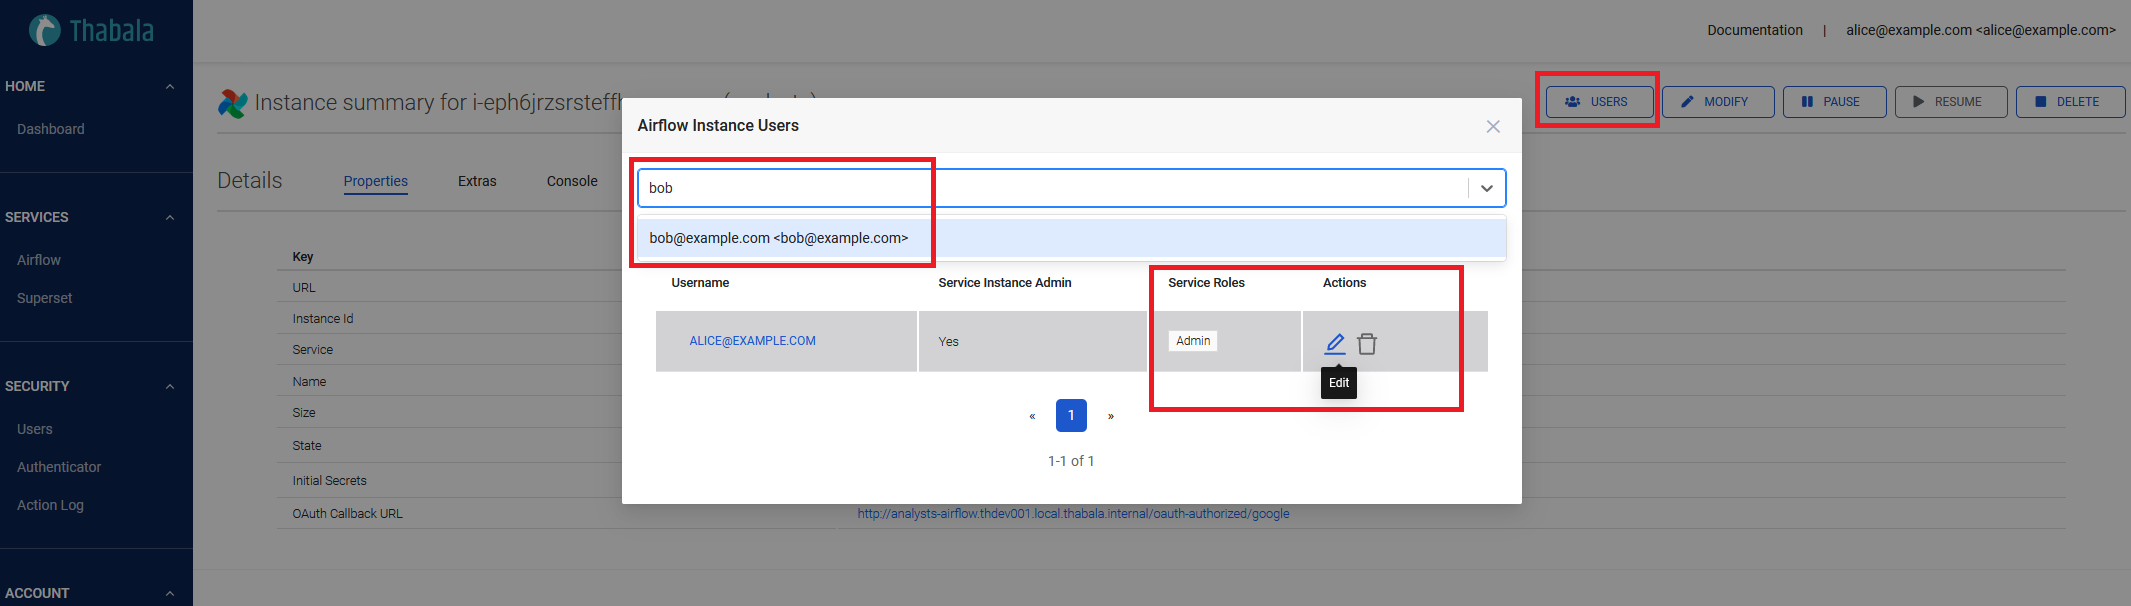 Thabala
Documentation | alice@example.com <alice@example.com>
HOME
Dashboard
SERVICES
Airflow
Superset
SECURITY
Users
Authenticator
Action Log
ACCOUNT
Instance summary for
USERS
MODIFY
PAUSE
RESUME
DELETE
Details
Properties
Extras
Console
Key
URL
Instance Id
Service
Name
Size
State
Initial Secrets
OAuth Callback URL
http://analysts-airflow.thdev001.local.thabala.internal/oauth-authorized/google
Airflow Instance Users
bob
bob@example.com <bob@example.com>
Username Service Instance Admin Service Roles Actions
ALICE@EXAMPLE.COM Yes Admin
Edit
« 1 »
1-1 of 1